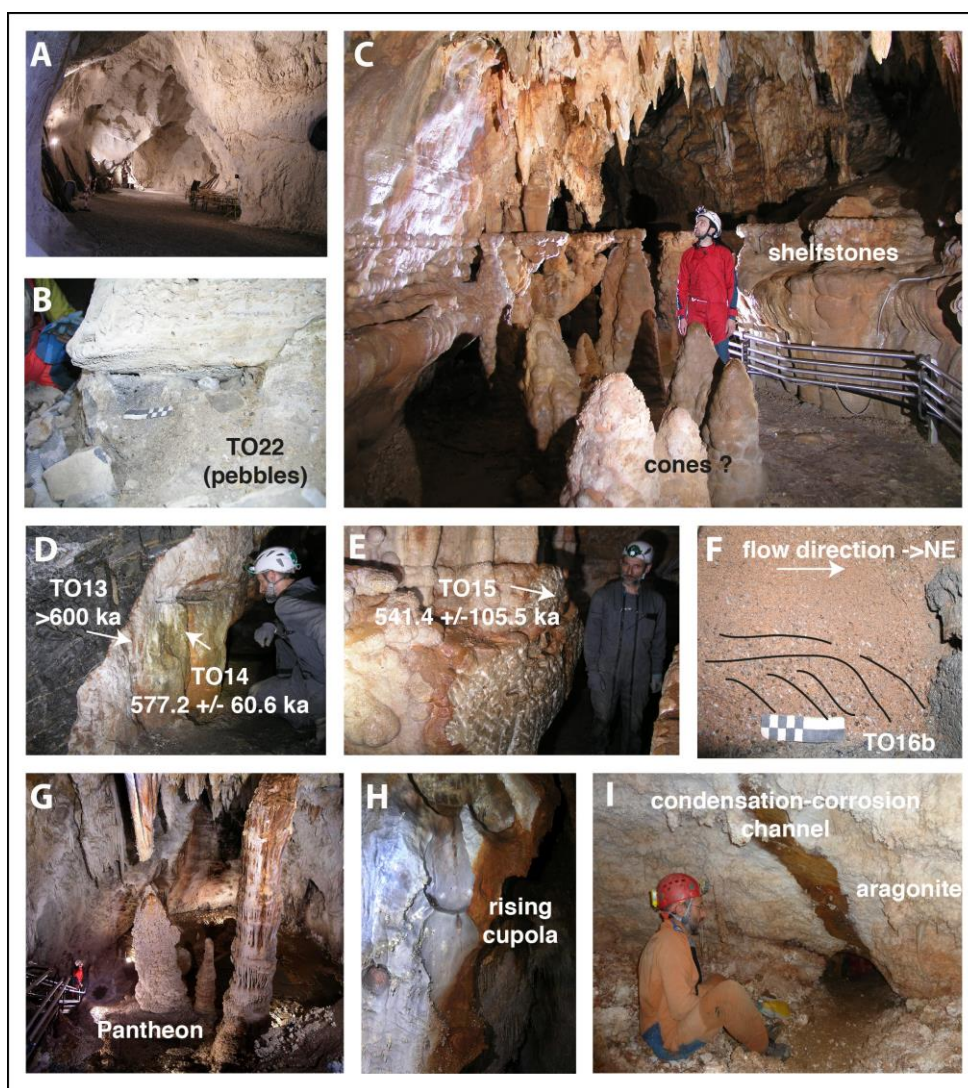 A
C
shelfstones
cones ?
B
TO22
(pebbles)
D
TO13
>600 ka
TO14
577.2 +/- 60.6 ka
E
TO15
541.4 +/-105.5 ka
F
flow direction ->NE
TO16b
G
Pantheon
H
rising
cupola
I
condensation-corrosion
channel
aragonite